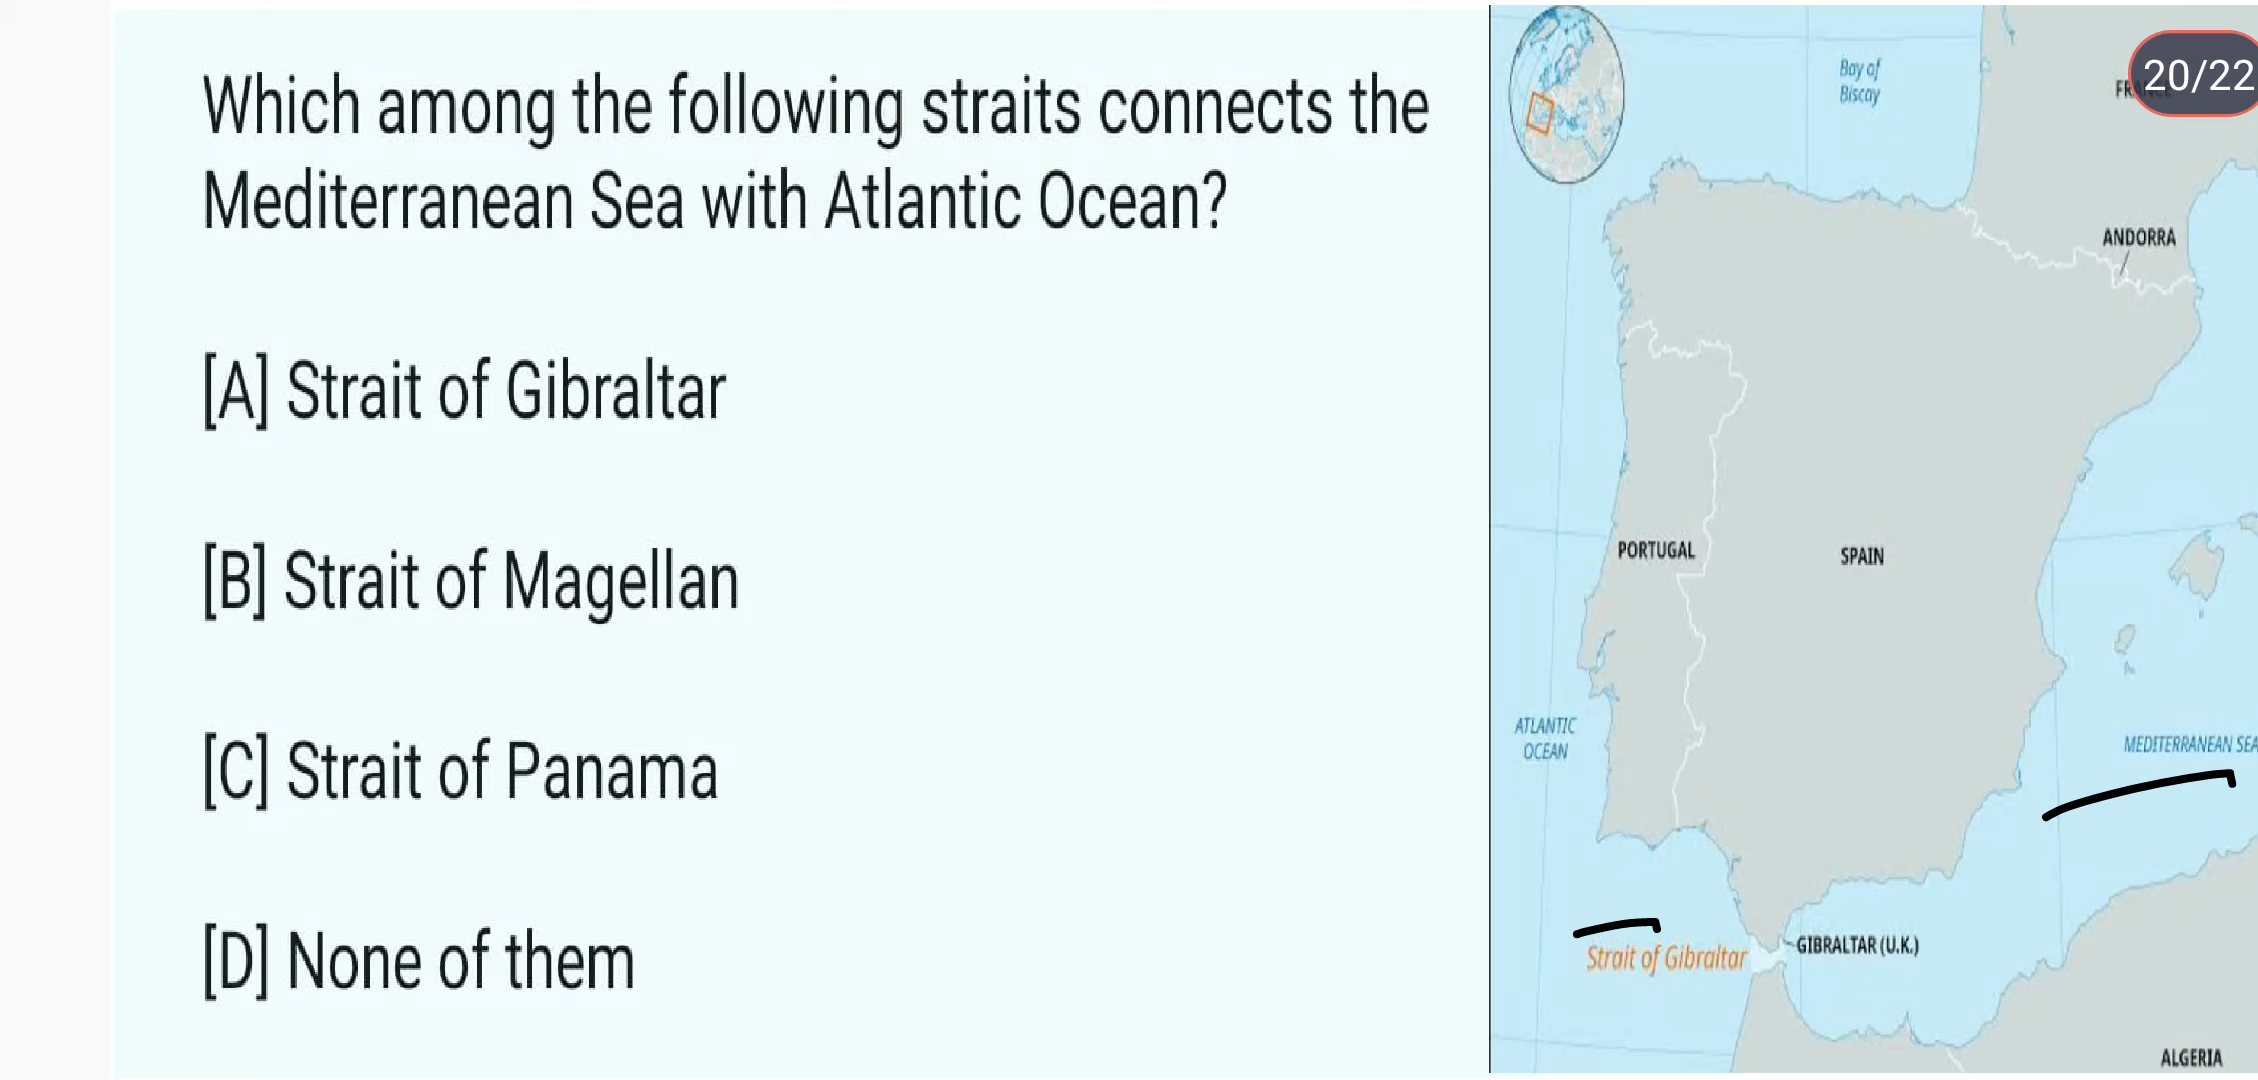 Which among the following straits connects the
Mediterranean Sea with Atlantic Ocean?
[A] Strait of Gibraltar
[B] Strait of Magellan
[C] Strait of Panama
[D] None of them
Bay of
Biscay
20/22
ANDORRA
PORTUGAL
SPAIN
ATLANTIC
OCEAN
MEDITERRANEAN SEA
Strait of Gibraltar
GIBRALTAR (U.K.)
ALGERIA